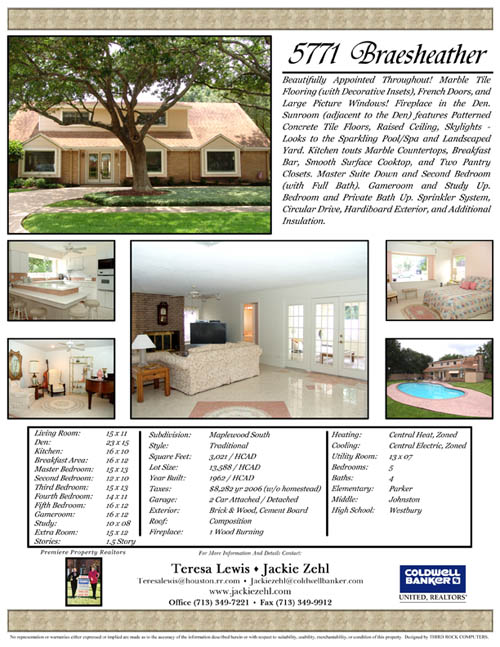 5771 Braesheather
Beautifully Appointed Throughout! Marble Tile
Flooring (with Decorative Insets), French Doors, and
Large Picture Windows! Fireplace in the Den.
Sunroom (adjacent to the Den) features Patterned
Concrete Tile Floors, Raised Ceiling, Skylights -
Looks to the Sparkling Pool/Spa and Landscaped
Yard. Kitchen touts Marble Countertops, Breakfast
Bar, Smooth Surface Cooktop, and Two Pantry
Closets. Master Suite Down and Second Bedroom
(with Full Bath). Gameroom and Study Up.
Bedroom and Private Bath Up. Sprinkler System,
Circular Drive, Hardiboard Exterior, and Additional
Insulation.
Living Room: 15 x 11
Den: 23 x 15
Kitchen: 16 x 10
Breakfast Area: 16 x 12
Master Bedroom: 15 x 13
Second Bedroom: 12 x 10
Third Bedroom: 15 x 13
Fourth Bedroom: 14 x 11
Fifth Bedroom: 16 x 12
Gameroom: 16 x 12
Study: 10 x 08
Extra Room: 15 x 12
Stories: 1.5 Story
Subdivision: Maplewood South
Style: Traditional
Square Feet: 3,021 / HCAD
Lot Size: 13,588 / HCAD
Year Built: 1962 / HCAD
Taxes: $8,282 yr 2006 (w/o homestead)
Garage: 2 Car Attached / Detached
Exterior: Brick & Wood, Cement Board
Roof: Composition
Fireplace: 1 Wood Burning
Heating: Central Heat, Zoned
Cooling: Central Electric, Zoned
Utility Room: 13 x 07
Bedrooms: 5
Baths: 4
Elementary: Parker
Middle: Johnston
High School: Westbury
Premiere Property Realtors
For More Information And Details Contact:
Teresa Lewis ♦ Jackie Zehl
Teresalewis@houston.rr.com • Jackiezehl@coldwellbanker.com
www.jackiezehl.com
Office (713) 349-7221 • Fax (713) 349-9912
COLDWELL
BANKER
UNITED, REALTORS
No representation or warranties either expressed or implied are made as to the accuracy of the information described herein or with respect to suitability, usability, merchantability, or condition of this property. Designed by THIRD ROCK COMPUTERS.